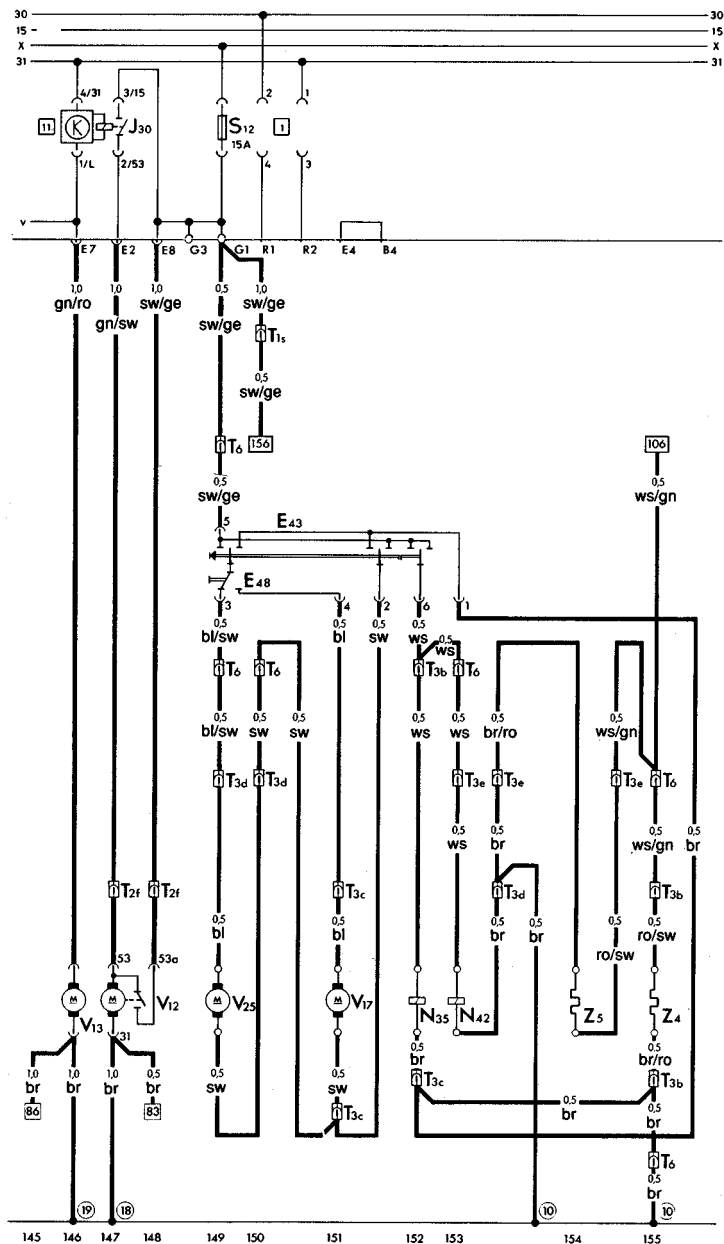 30 30
15 15
X X
31 31
4/31 3/15 2 1
11 K J30 S12 1
15A
1/L 2/53 4 3
v
E7 E2 E8 G3 G1 R1 R2 E4 B4
1,0 1,0 1,0 0,5 1,0
gn/ro gn/sw sw/ge sw/ge sw/ge
T1s
0,5
sw/ge
T6 156 106
0,5 0,5
sw/ge ws/gn
5 E43
E48
3 4 2 6 1
0,5 0,5 0,5 0,5 0,5
bl/sw bl sw ws ws
T6 T6 T3b T6
0,5 0,5 0,5 0,5 0,5 0,5 0,5
bl/sw sw sw ws ws br/ro ws/gn
T3d T3d T3e T3e T3e T6
0,5 0,5 0,5 0,5
ws br ws/gn br
T2f T2f T3c T3d T3b
0,5 0,5 0,5 0,5 0,5 0,5
bl bl br br ro/sw ro/sw
53 53a
M M V12 M V25 M V17 N35 N42 Z5 Z4
V13 31
1,0 1,0 1,0 0,5 0,5 0,5 0,5 0,5
br br br br sw sw br br/ro
86 83 T3c T3c T3b
0,5 0,5
br br
T6
0,5
br
19 18 10 10
145 146 147 148 149 150 151 152 153 154 155